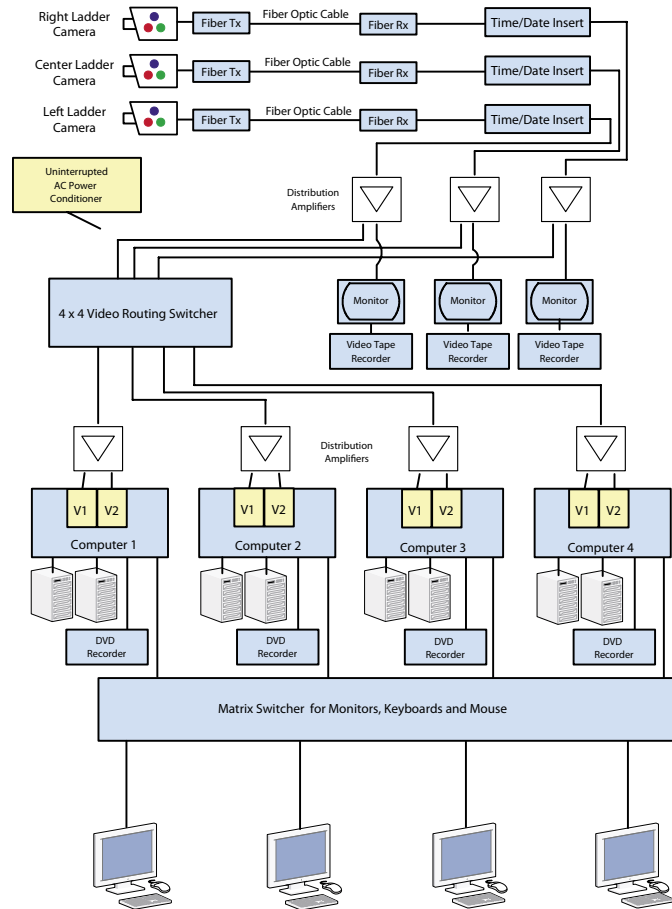 Right Ladder
Camera
Fiber Tx
Fiber Optic Cable
Fiber Rx
Time/Date Insert
Center Ladder
Camera
Fiber Tx
Fiber Optic Cable
Fiber Rx
Time/Date Insert
Left Ladder
Camera
Fiber Tx
Fiber Optic Cable
Fiber Rx
Time/Date Insert
Uninterrupted
AC Power
Conditioner
Distribution
Amplifiers
4 x 4 Video Routing Switcher
Monitor
Monitor
Monitor
Video Tape
Recorder
Video Tape
Recorder
Video Tape
Recorder
Distribution
Amplifiers
V1 V2
Computer 1
V1 V2
Computer 2
V1 V2
Computer 3
V1 V2
Computer 4
DVD
Recorder
DVD
Recorder
DVD
Recorder
DVD
Recorder
Matrix Switcher for Monitors, Keyboards and Mouse